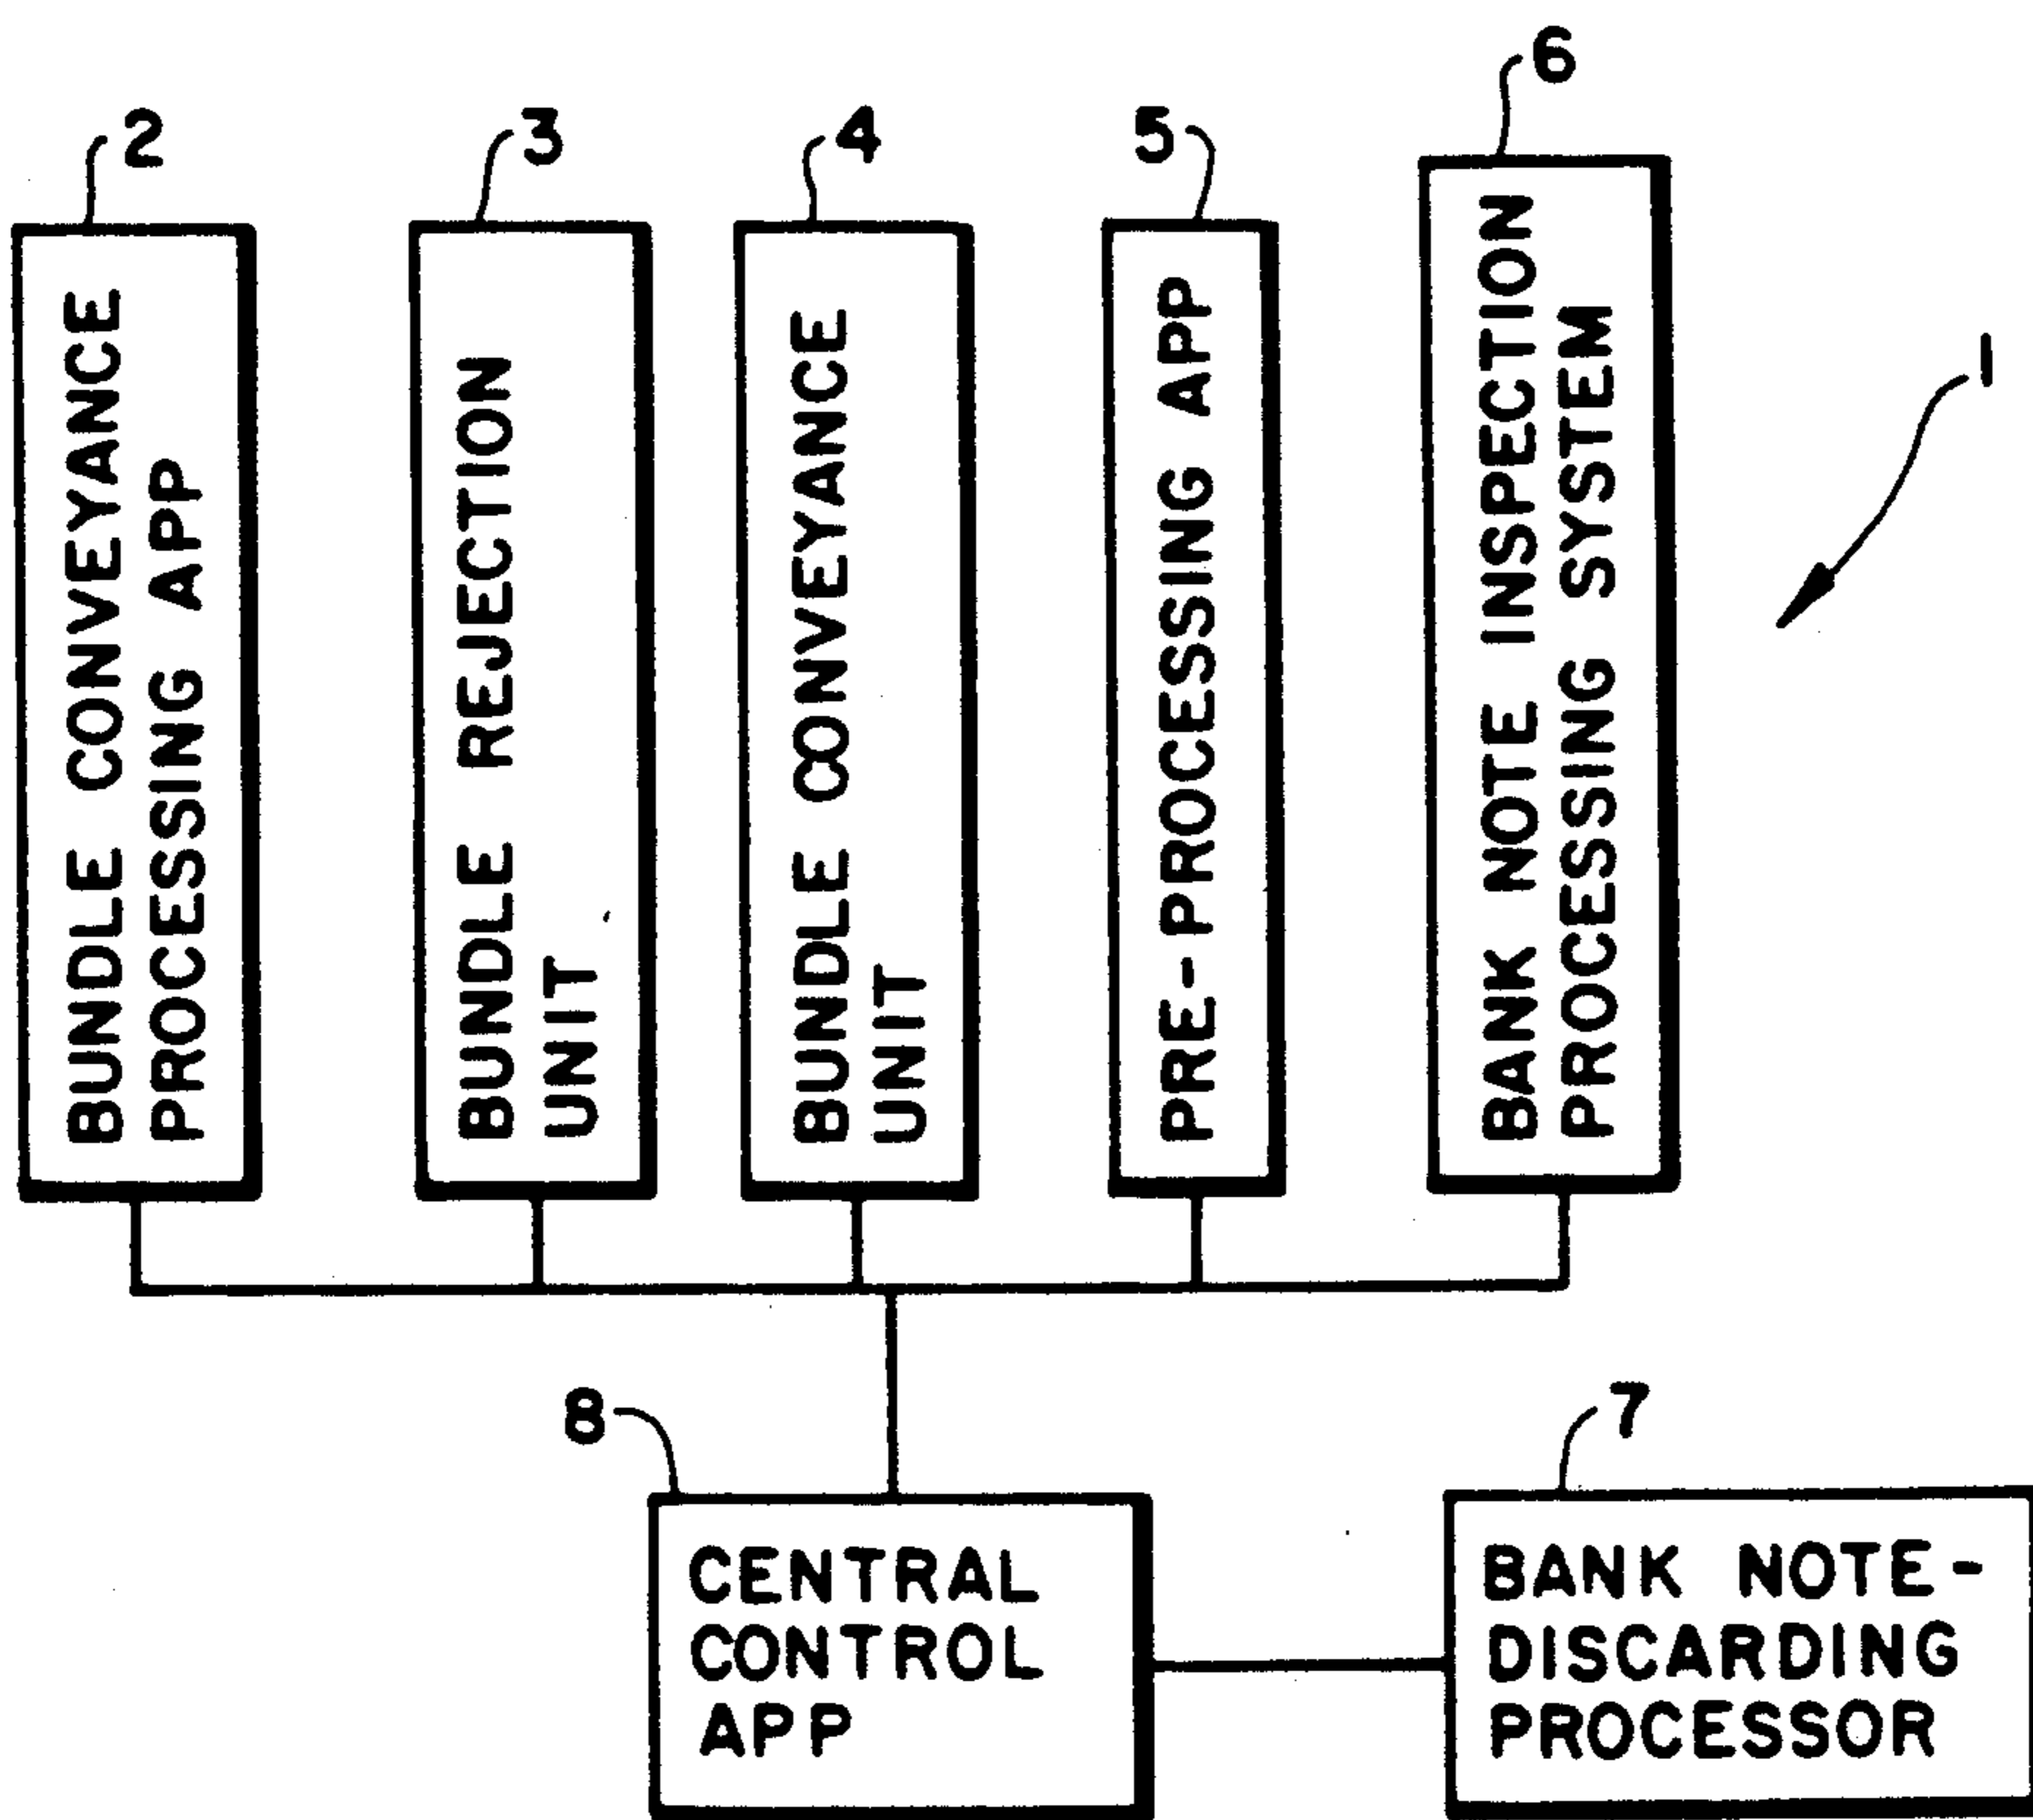 2
BUNDLE CONVEYANCE
PROCESSING APP
3
BUNDLE REJECTION
UNIT
4
BUNDLE CONVEYANCE
UNIT
5
PRE-PROCESSING APP
6
BANK NOTE INSPECTION
PROCESSING SYSTEM
1
8
CENTRAL
CONTROL
APP
7
BANK NOTE-
DISCARDING
PROCESSOR